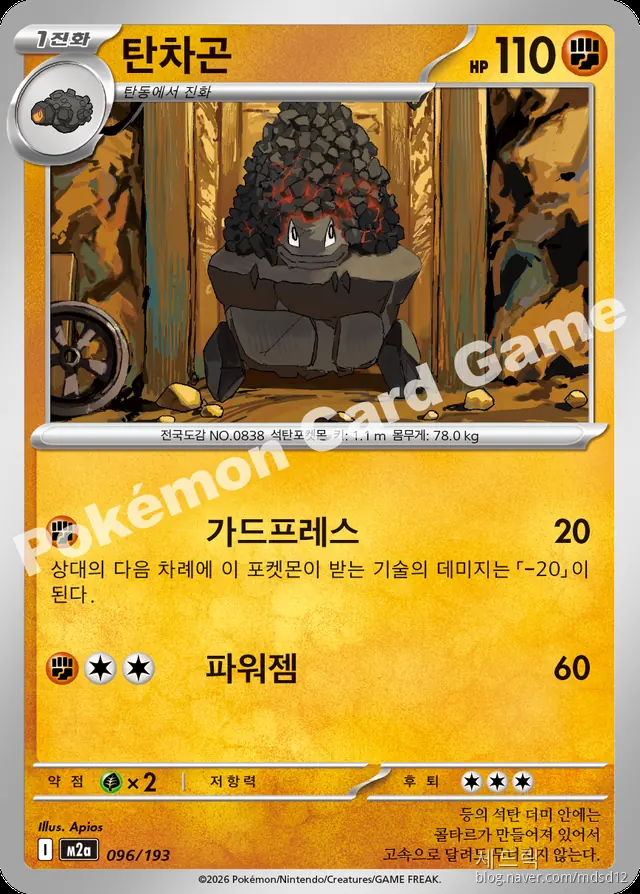 1진화
탄차곤
HP 110
탄동에서 진화
전국도감 NO.0838 석탄포켓몬 키: 1.1 m 몸무게: 78.0 kg
Pokémon Card Game
가드프레스 20
상대의 다음 차례에 이 포켓몬이 받는 기술의 데미지는 「-20」이
된다.
파워젬 60
약점 ×2 저항력 후퇴
Illus. Apios
I m2a 096/193
등의 석탄 더미 안에는
콜타르가 만들어져 있어서
고속으로 달려도 무너지지 않는다.
세드릭
blog.naver.com/mdsd12
©2026 Pokémon/Nintendo/Creatures/GAME FREAK.